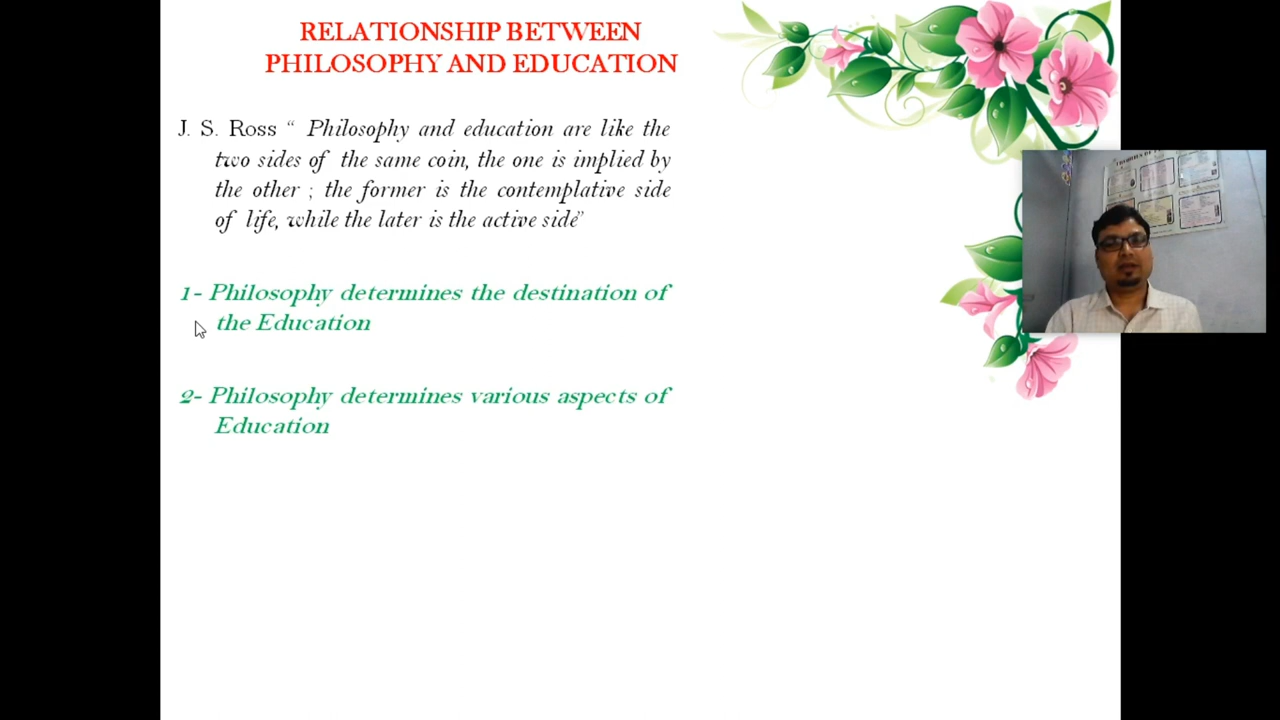 RELATIONSHIP BETWEEN
PHILOSOPHY AND EDUCATION
J. S. Ross “ Philosophy and education are like the
two sides of the same coin, the one is implied by
the other ; the former is the contemplative side
of life, while the later is the active side”
1- Philosophy determines the destination of
the Education
2- Philosophy determines various aspects of
Education